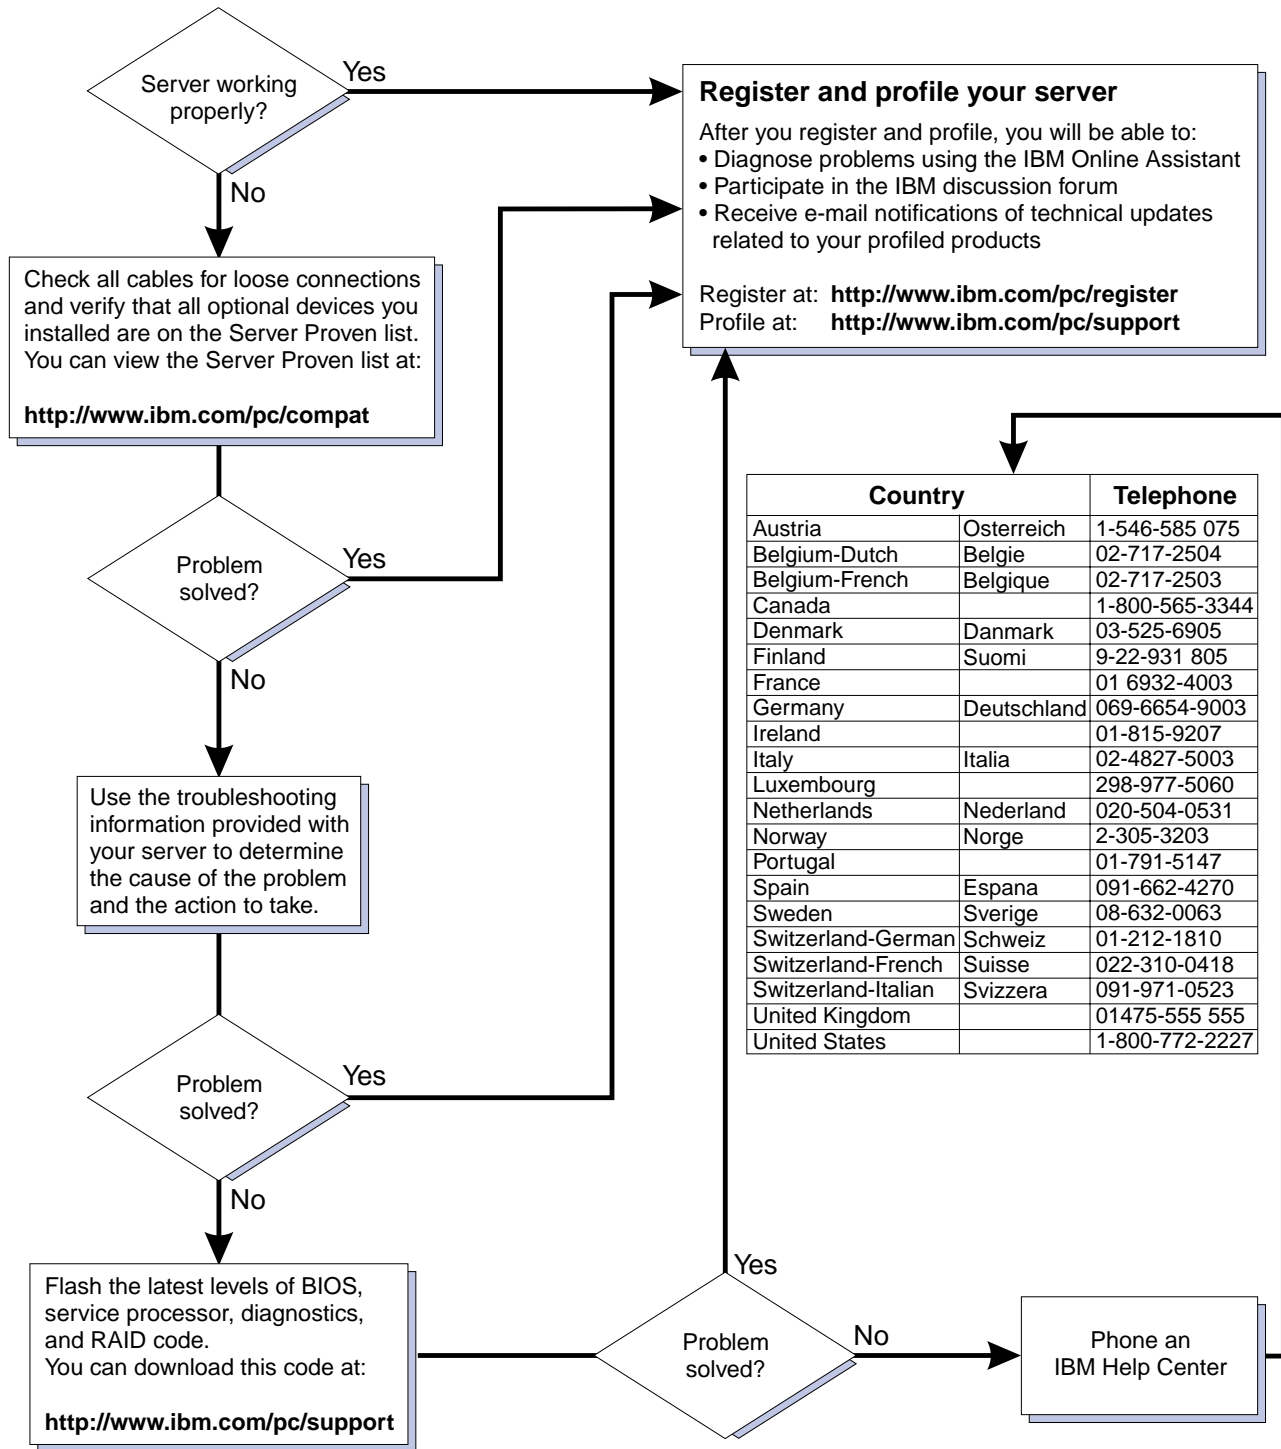 Server working
properly?
Yes
No
Register and profile your server
After you register and profile, you will be able to:
• Diagnose problems using the IBM Online Assistant
• Participate in the IBM discussion forum
• Receive e-mail notifications of technical updates
related to your profiled products
Register at: http://www.ibm.com/pc/register
Profile at: http://www.ibm.com/pc/support
Check all cables for loose connections
and verify that all optional devices you
installed are on the Server Proven list.
You can view the Server Proven list at:
http://www.ibm.com/pc/compat
Problem
solved?
Yes
No
Use the troubleshooting
information provided with
your server to determine
the cause of the problem
and the action to take.
Problem
solved?
Yes
No
Flash the latest levels of BIOS,
service processor, diagnostics,
and RAID code.
You can download this code at:
http://www.ibm.com/pc/support
Problem
solved?
Yes
No
Phone an
IBM Help Center
Country Telephone
Austria Osterreich 1-546-585 075
Belgium-Dutch Belgie 02-717-2504
Belgium-French Belgique 02-717-2503
Canada 1-800-565-3344
Denmark Danmark 03-525-6905
Finland Suomi 9-22-931 805
France 01 6932-4003
Germany Deutschland 069-6654-9003
Ireland 01-815-9207
Italy Italia 02-4827-5003
Luxembourg 298-977-5060
Netherlands Nederland 020-504-0531
Norway Norge 2-305-3203
Portugal 01-791-5147
Spain Espana 091-662-4270
Sweden Sverige 08-632-0063
Switzerland-German Schweiz 01-212-1810
Switzerland-French Suisse 022-310-0418
Switzerland-Italian Svizzera 091-971-0523
United Kingdom 01475-555 555
United States 1-800-772-2227